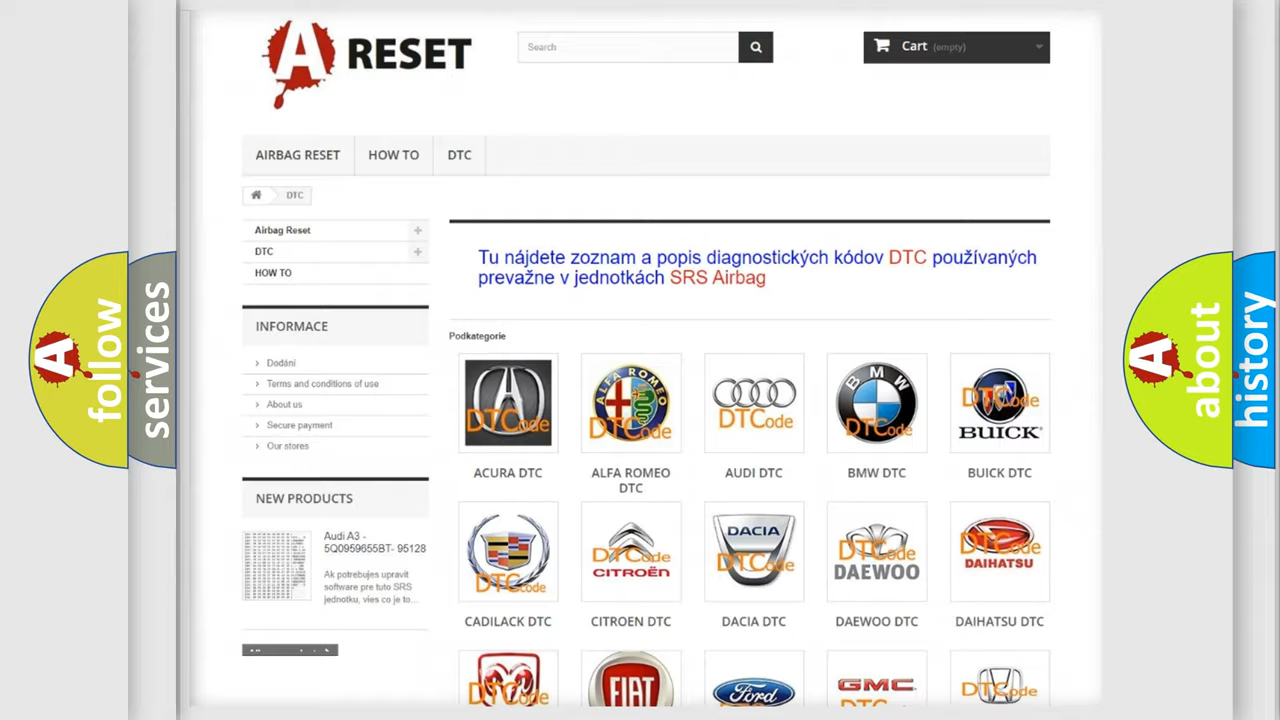 A RESET
Search
Cart (empty)
AIRBAG RESET
HOW TO
DTC
DTC
Airbag Reset
DTC
HOW TO
INFORMACE
Dodání
Terms and conditions of use
About us
Secure payment
Our stores
NEW PRODUCTS
Audi A3 -
5Q0959655BT- 95128
Ak potrebujes upravit
software pre tuto SRS
jednotku, vies co je to...
Tu nájdete zoznam a popis diagnostických kódov DTC používaných
prevažne v jednotkách SRS Airbag
Podkategorie
DTCode
ACURA DTC
ALFA ROMEO
DTCode
ALFA ROMEO
DTC
DTCode
AUDI DTC
BMW
DTCode
BMW DTC
DTCode
BUICK
BUICK DTC
DTCode
CADILACK DTC
DTCode
CITROËN
CITROEN DTC
DACIA
DTCode
DACIA DTC
DTCode
DAEWOO
DAEWOO DTC
DTCode
DAIHATSU
DAIHATSU DTC
DTCode
FIAT
Ford
GMC
DTCode
A follow
services
A about
history